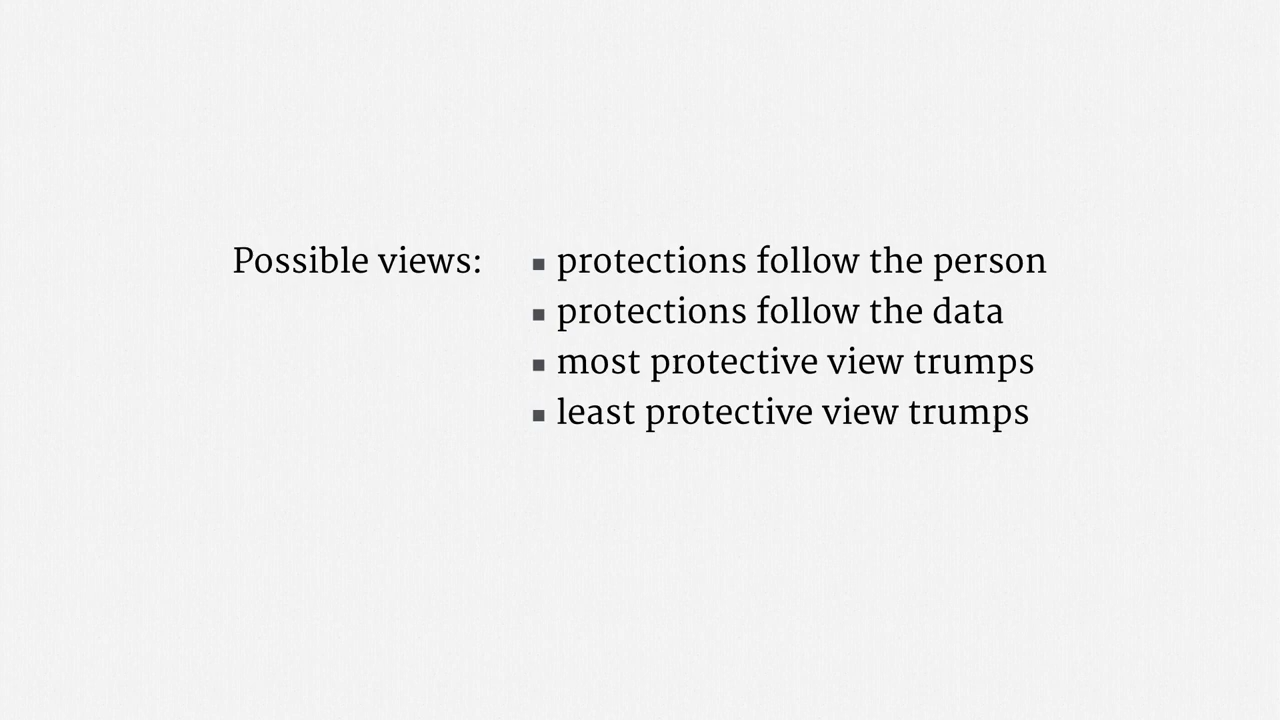 Possible views: ▪ protections follow the person
▪ protections follow the data
▪ most protective view trumps
▪ least protective view trumps